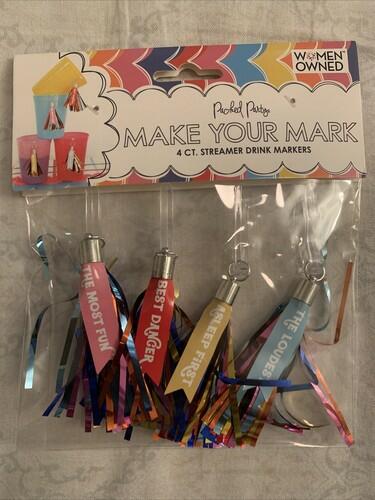 WOMEN
OWNED
Packed Party
MAKE YOUR MARK
4 CT. STREAMER DRINK MARKERS
THE MOST FUN
BEST DANCER
ASLEEP FIRST
THE LOUDEST